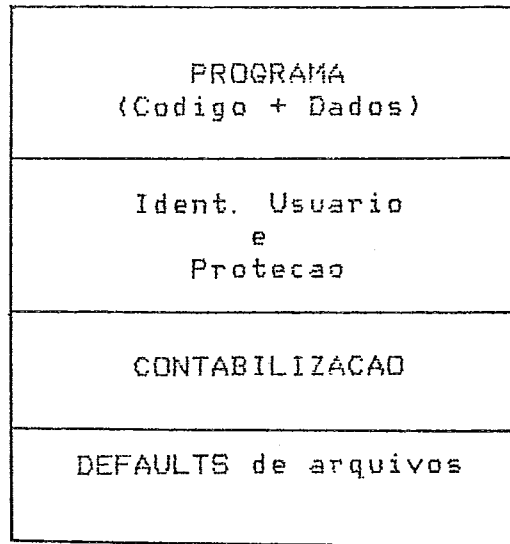 PROGRAMA
(Codigo + Dados)
Ident. Usuario
e
Protecao
CONTABILIZACAO
DEFAULTS de arquivos